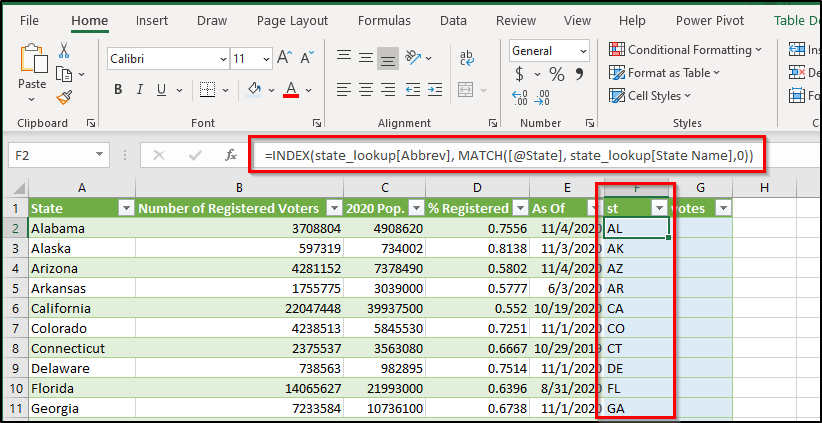 File Home Insert Draw Page Layout Formulas Data Review View Help Power Pivot Table De
Calibri 11 General Conditional Formatting Ins
Paste Format as Table De
B I U A $ % Cell Styles Fo
Clipboard Font Alignment Number Styles
F2 fx =INDEX(state_lookup[Abbrev], MATCH([@State], state_lookup[State Name],0))
A B C D E F G H
1 State Number of Registered Voters 2020 Pop. % Registered As Of st votes
2 Alabama 3708804 4908620 0.7556 11/4/2020 AL
3 Alaska 597319 734002 0.8138 11/3/2020 AK
4 Arizona 4281152 7378490 0.5802 11/4/2020 AZ
5 Arkansas 1755775 3039000 0.5777 6/3/2020 AR
6 California 22047448 39937500 0.552 10/19/2020 CA
7 Colorado 4238513 5845530 0.7251 11/1/2020 CO
8 Connecticut 2375537 3563080 0.6667 10/29/2019 CT
9 Delaware 738563 982895 0.7514 11/1/2020 DE
10 Florida 14065627 21993000 0.6396 8/31/2020 FL
11 Georgia 7233584 10736100 0.6738 11/1/2020 GA